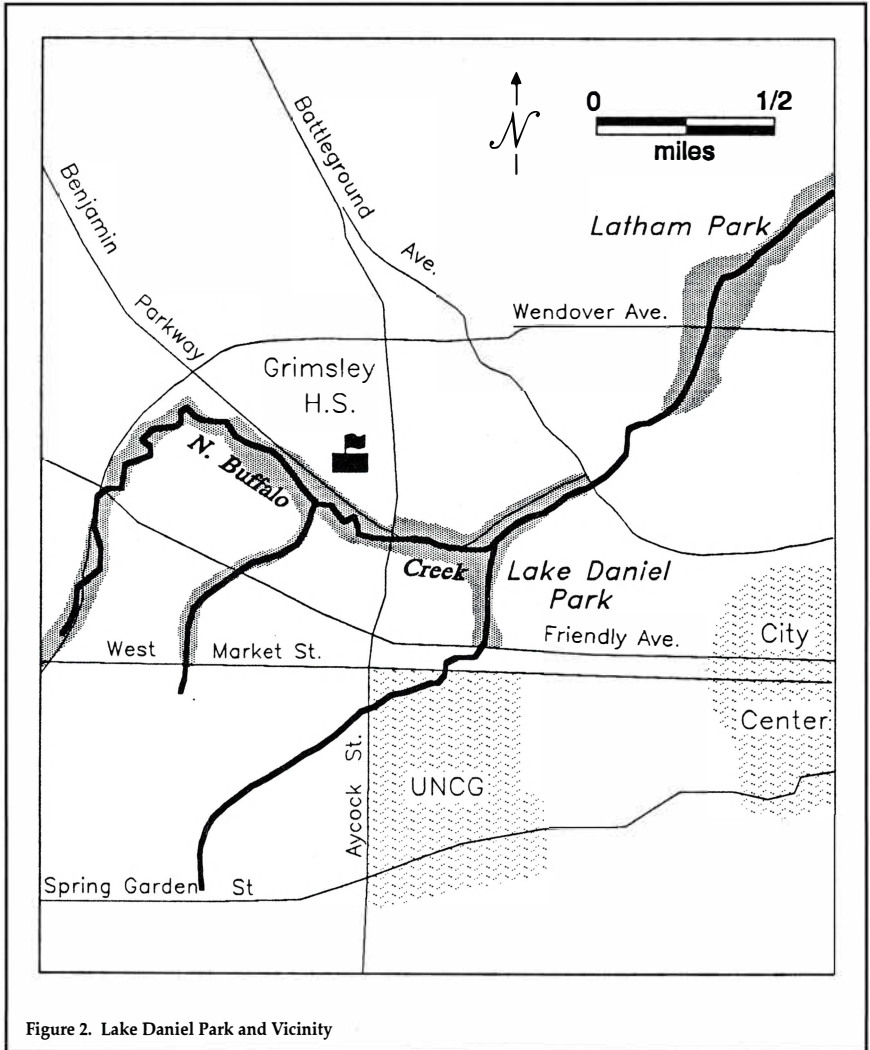 N
0 1/2
miles
Battleground
Ave.
Benjamin
Parkway
Latham Park
Wendover Ave.
Grimsley
H.S.
N. Buffalo
Creek
Lake Daniel
Park
Friendly Ave.
City
Center
West Market St.
Aycock St.
UNCG
Spring Garden St
Figure 2. Lake Daniel Park and Vicinity